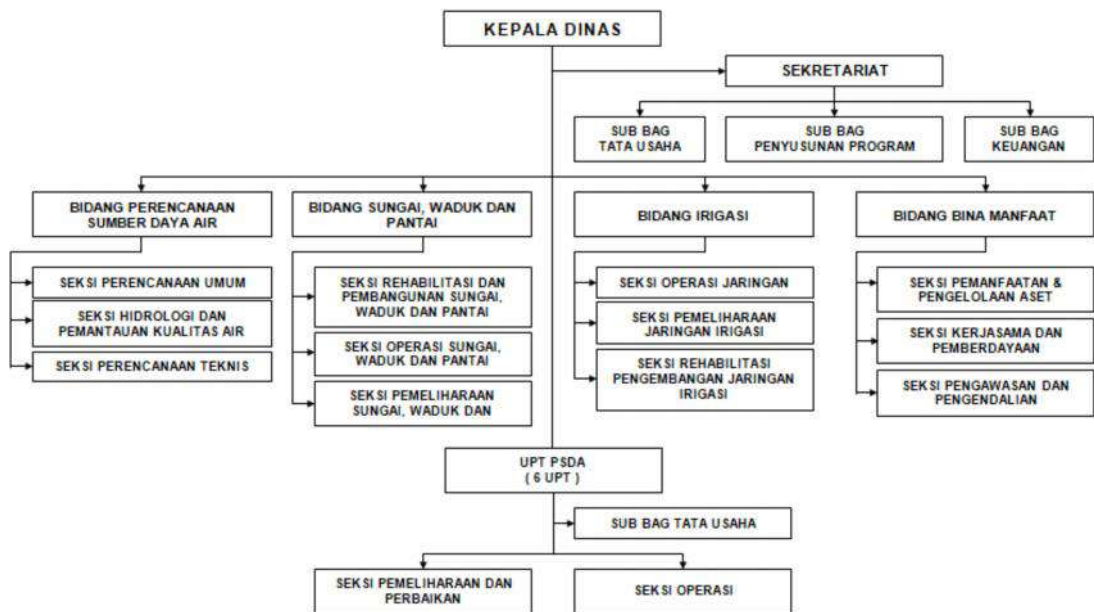 KEPALA DINAS
SEKRETARIAT
SUB BAG
TATA USAHA
SUB BAG
PENYUSUNAN PROGRAM
SUB BAG
KEUANGAN
BIDANG PERENCANAAN
SUMBER DAYA AIR
BIDANG SUNGAI, WADUK DAN
PANTAI
BIDANG IRIGASI
BIDANG BINA MANFAAT
SEKSI PERENCANAAN UMUM
SEKSI HIDROLOGI DAN
PEMANTAUAN KUALITAS AIR
SEKSI PERENCANAAN TEKNIS
SEKSI REHABILITASI DAN
PEMBANGUNAN SUNGAI,
WADUK DAN PANTAI
SEKSI OPERASI SUNGAI,
WADUK DAN PANTAI
SEKSI PEMELIHARAAN
SUNGAI, WADUK DAN
SEKSI OPERASI JARINGAN
SEKSI PEMELIHARAAN
JARINGAN IRIGASI
SEKSI REHABILITASI
PENGEMBANGAN JARINGAN
IRIGASI
SEKSI PEMANFAATAN &
PENGELOLAAN ASET
SEKSI KERJASAMA DAN
PEMBERDAYAAN
SEKSI PENGAWASAN DAN
PENGENDALIAN
UPT PSDA
( 6 UPT )
SUB BAG TATA USAHA
SEKSI PEMELIHARAAN DAN
PERBAIKAN
SEKSI OPERASI